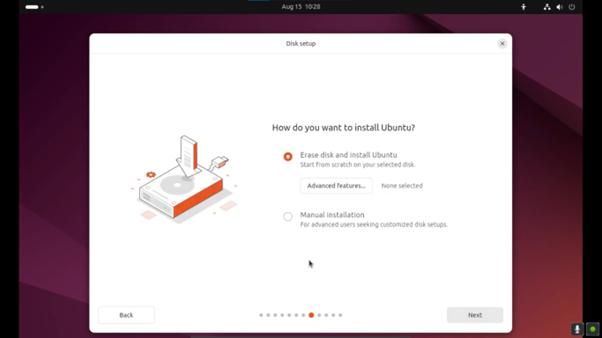 Aug 15 10:28
Disk setup
How do you want to install Ubuntu?
Erase disk and install Ubuntu
Start from scratch on your selected disk.
Advanced features... None selected
Manual installation
For advanced users seeking customized disk setups.
Back Next